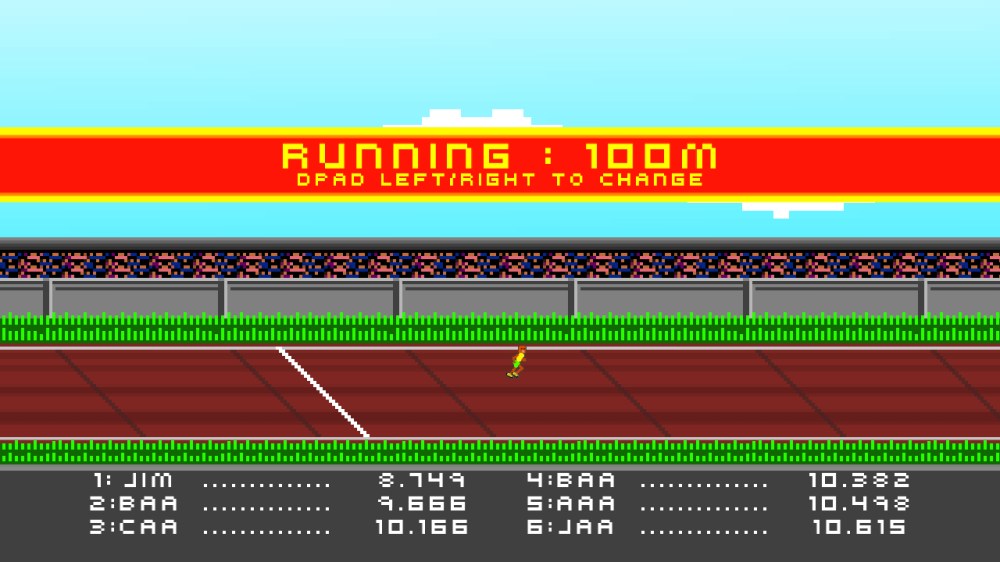 RUNNING : 100M
DPAD LEFT/RIGHT TO CHANGE
1: JIM ............. 8.749 4:BAA ............. 10.382
2:BAA ............. 9.666 5:AAA ............. 10.498
3:CAA ............. 10.166 6:JAA ............. 10.615